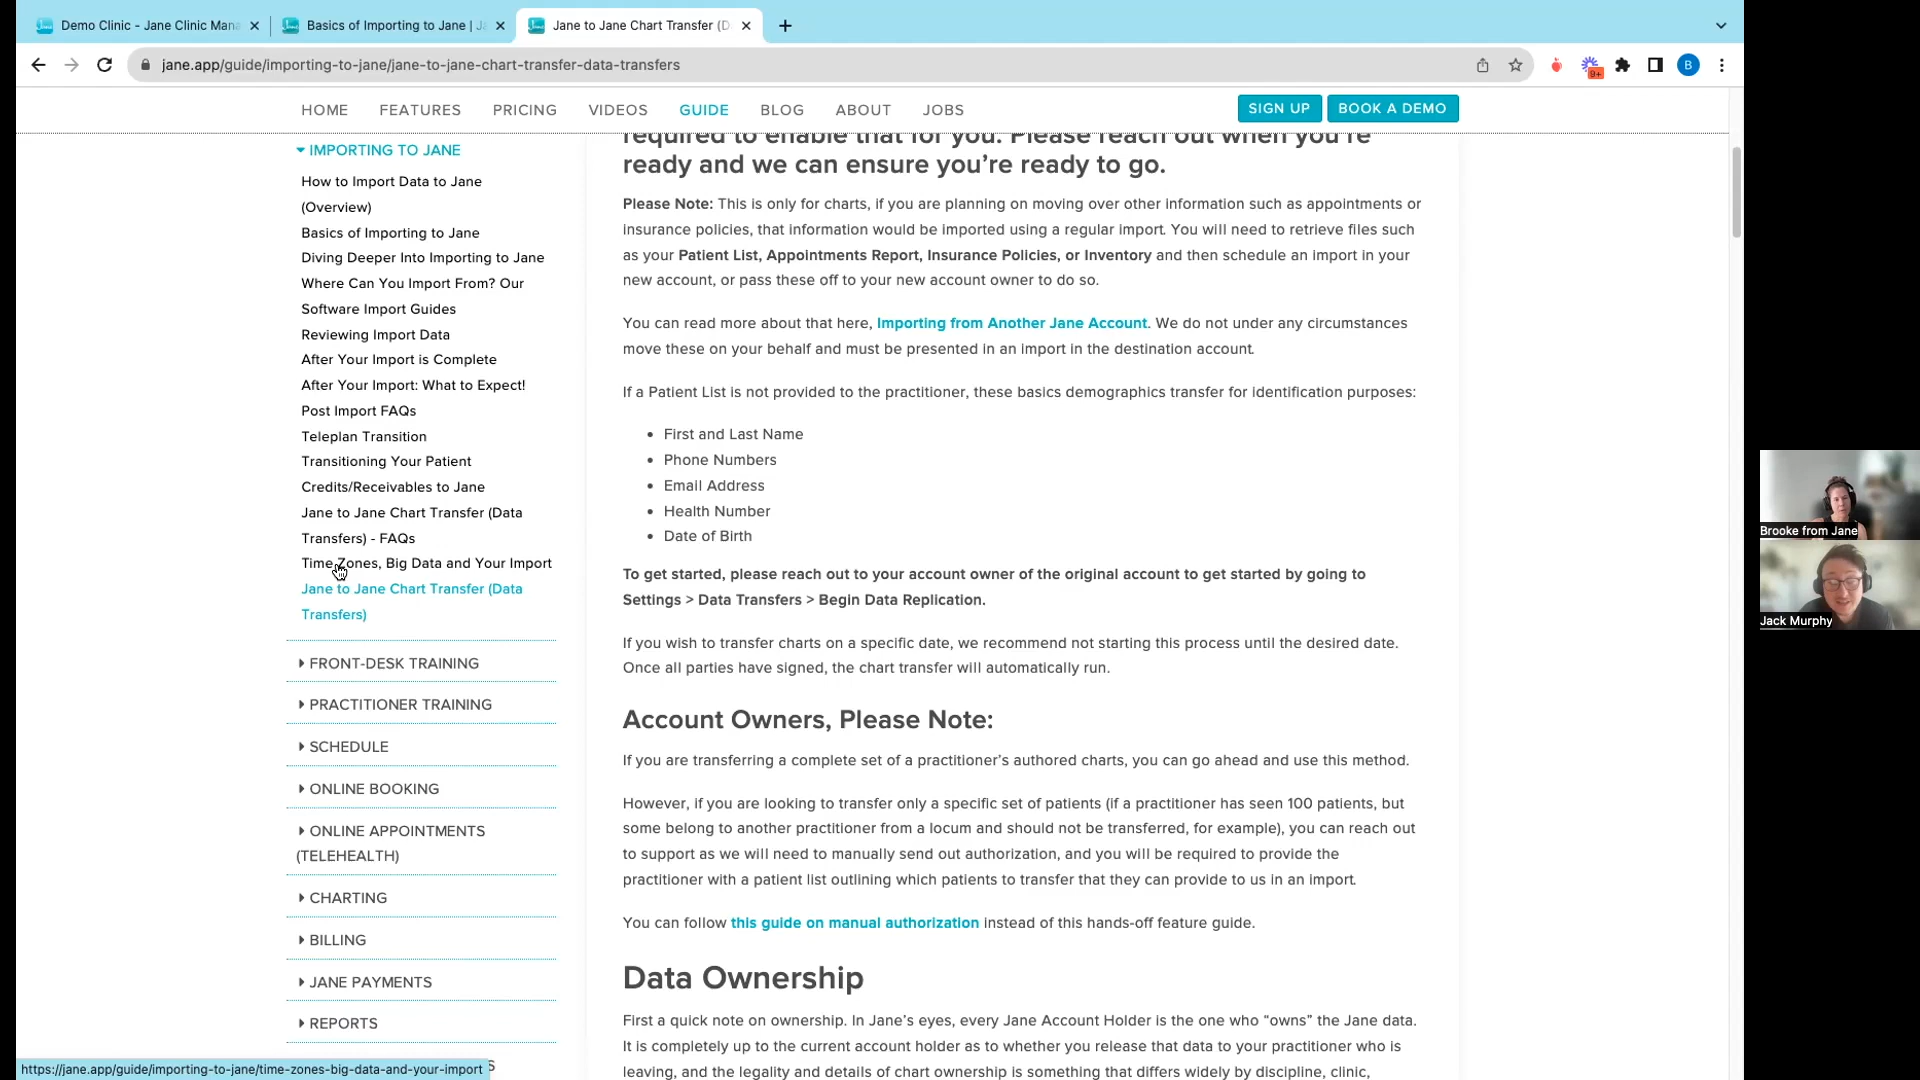 Demo Clinic - Jane Clinic Mana
Basics of Importing to Jane | J
Jane to Jane Chart Transfer (D
jane.app/guide/importing-to-jane/jane-to-jane-chart-transfer-data-transfers
9+
B
HOME
FEATURES
PRICING
VIDEOS
GUIDE
BLOG
ABOUT
JOBS
SIGN UP
BOOK A DEMO
IMPORTING TO JANE
How to Import Data to Jane
(Overview)
Basics of Importing to Jane
Diving Deeper Into Importing to Jane
Where Can You Import From? Our
Software Import Guides
Reviewing Import Data
After Your Import is Complete
After Your Import: What to Expect!
Post Import FAQs
Teleplan Transition
Transitioning Your Patient
Credits/Receivables to Jane
Jane to Jane Chart Transfer (Data
Transfers) - FAQs
Time Zones, Big Data and Your Import
Jane to Jane Chart Transfer (Data
Transfers)
FRONT-DESK TRAINING
PRACTITIONER TRAINING
SCHEDULE
ONLINE BOOKING
ONLINE APPOINTMENTS
(TELEHEALTH)
CHARTING
BILLING
JANE PAYMENTS
REPORTS
S
https://jane.app/guide/importing-to-jane/time-zones-big-data-and-your-import
required to enable that for you. Please reach out when you're
ready and we can ensure you're ready to go.
Please Note: This is only for charts, if you are planning on moving over other information such as appointments or
insurance policies, that information would be imported using a regular import. You will need to retrieve files such
as your Patient List, Appointments Report, Insurance Policies, or Inventory and then schedule an import in your
new account, or pass these off to your new account owner to do so.
You can read more about that here, Importing from Another Jane Account. We do not under any circumstances
move these on your behalf and must be presented in an import in the destination account.
If a Patient List is not provided to the practitioner, these basics demographics transfer for identification purposes:
• First and Last Name
• Phone Numbers
• Email Address
• Health Number
• Date of Birth
To get started, please reach out to your account owner of the original account to get started by going to
Settings > Data Transfers > Begin Data Replication.
If you wish to transfer charts on a specific date, we recommend not starting this process until the desired date.
Once all parties have signed, the chart transfer will automatically run.
Account Owners, Please Note:
If you are transferring a complete set of a practitioner's authored charts, you can go ahead and use this method.
However, if you are looking to transfer only a specific set of patients (if a practitioner has seen 100 patients, but
some belong to another practitioner from a locum and should not be transferred, for example), you can reach out
to support as we will need to manually send out authorization, and you will be required to provide the
practitioner with a patient list outlining which patients to transfer that they can provide to us in an import.
You can follow this guide on manual authorization instead of this hands-off feature guide.
Data Ownership
First a quick note on ownership. In Jane's eyes, every Jane Account Holder is the one who “owns” the Jane data.
It is completely up to the current account holder as to whether you release that data to your practitioner who is
leaving, and the legality and details of chart ownership is something that differs widely by discipline, clinic,
Brooke from Jane
Jack Murphy